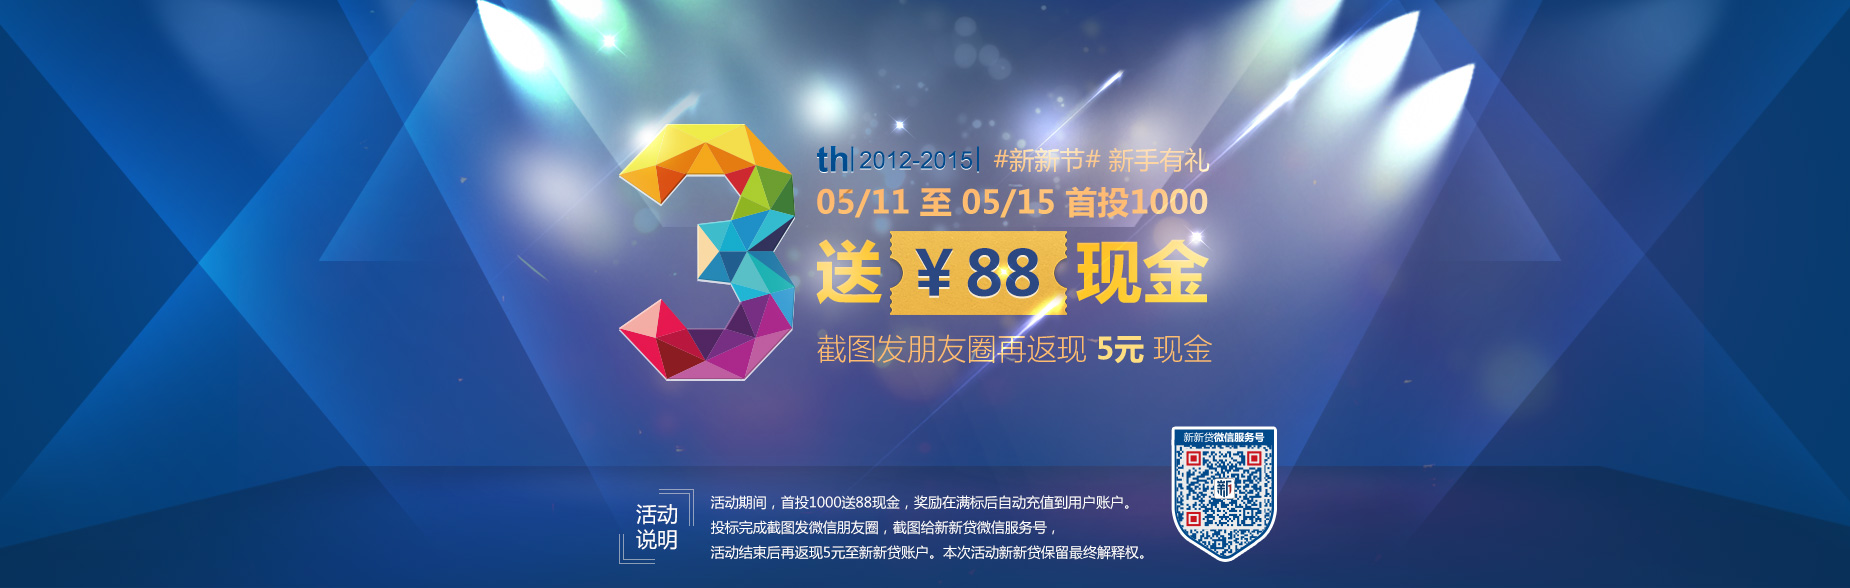 3th|2012-2015| #新新节# 新手有礼
05/11 至 05/15 首投1000
送 ¥88 现金
截图发朋友圈再返现 5元 现金
新新贷微信服务号
新
活动说明
活动期间，首投1000送88现金，奖励在满标后自动充值到用户账户。
投标完成截图发微信朋友圈，截图给新新贷微信服务号，
活动结束后再返现5元至新新贷账户。本次活动新新贷保留最终解释权。